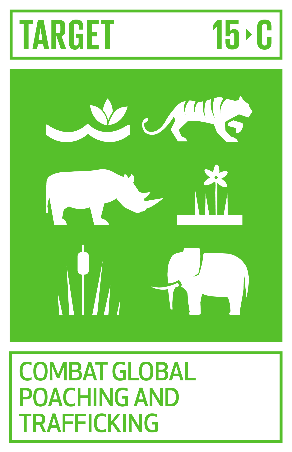 TARGET 15▸C
COMBAT GLOBAL
POACHING AND
TRAFFICKING